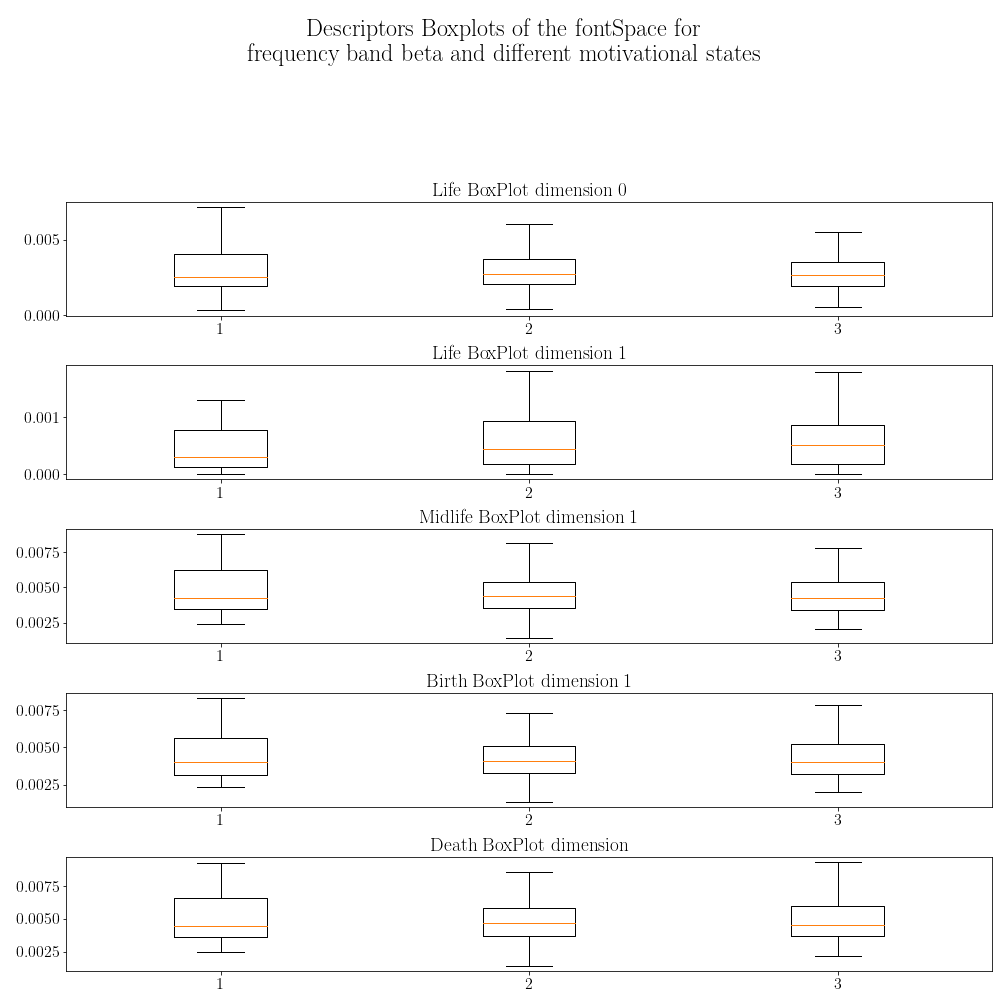 Descriptors Boxplots of the fontSpace for
frequency band beta and different motivational states
Life BoxPlot dimension 0
0.005
0.000
1 2 3
Life BoxPlot dimension 1
0.001
0.000
1 2 3
Midlife BoxPlot dimension 1
0.0075
0.0050
0.0025
1 2 3
Birth BoxPlot dimension 1
0.0075
0.0050
0.0025
1 2 3
Death BoxPlot dimension
0.0075
0.0050
0.0025
1 2 3